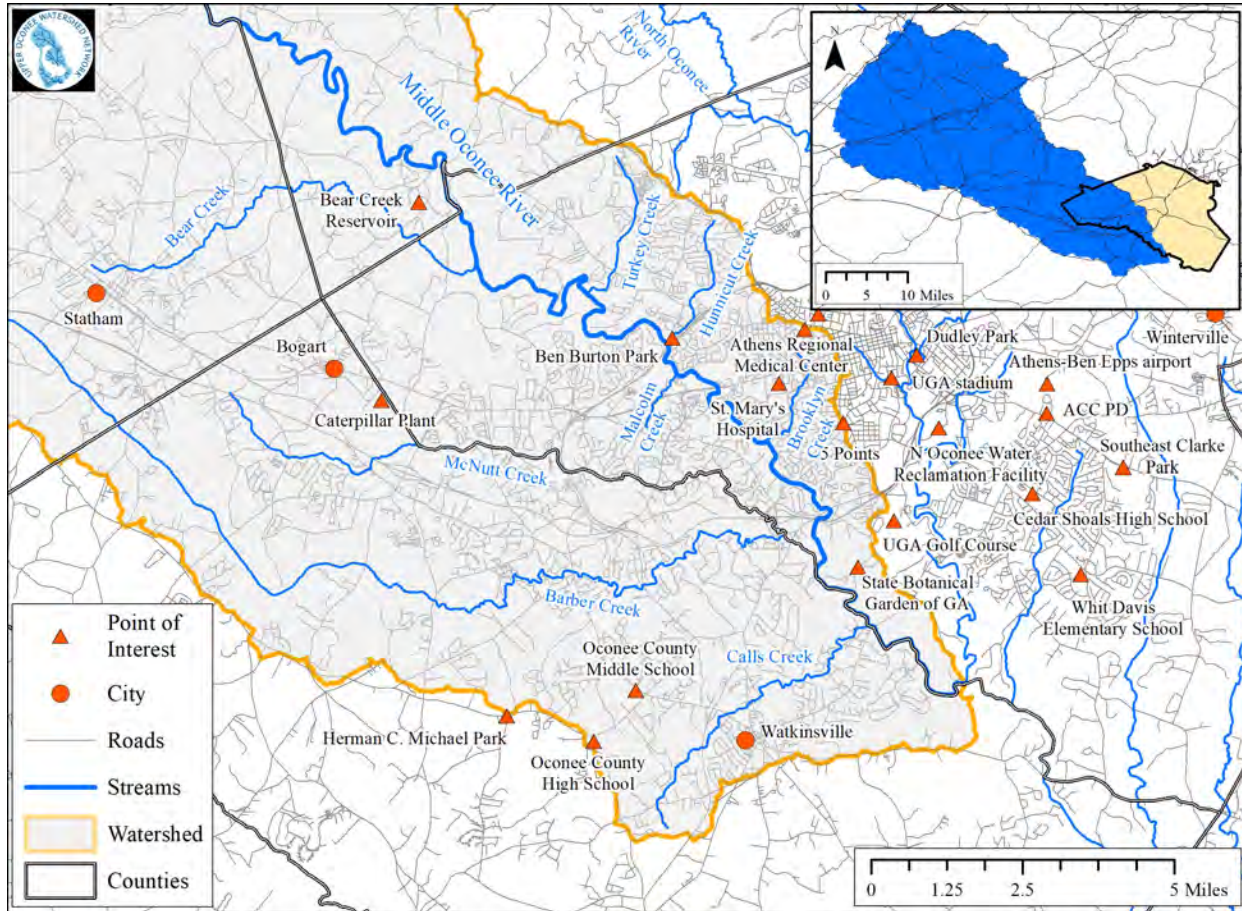 UPPER OCONEE WATERSHED NETWORK
North Oconee
River
N
0 5 10 Miles
Middle Oconee River
Bear Creek
Bear Creek
Reservoir
Turkey Creek
Hunnicut Creek
Statham
Bogart
Ben Burton Park
Athens Regional
Medical Center
Dudley Park
Winterville
Athens-Ben Epps airport
UGA stadium
Caterpillar Plant
Malcolm
Creek
St. Mary's
Hospital
Brooklyn
Creek
5 Points
ACC PD
N Oconee Water
Reclamation Facility
Southeast Clarke
Park
McNutt Creek
Cedar Shoals High School
UGA Golf Course
Barber Creek
State Botanical
Garden of GA
Whit Davis
Elementary School
Oconee County
Middle School
Calls Creek
Herman C. Michael Park
Watkinsville
Oconee County
High School
Point of
Interest
City
Roads
Streams
Watershed
Counties
0 1.25 2.5 5 Miles